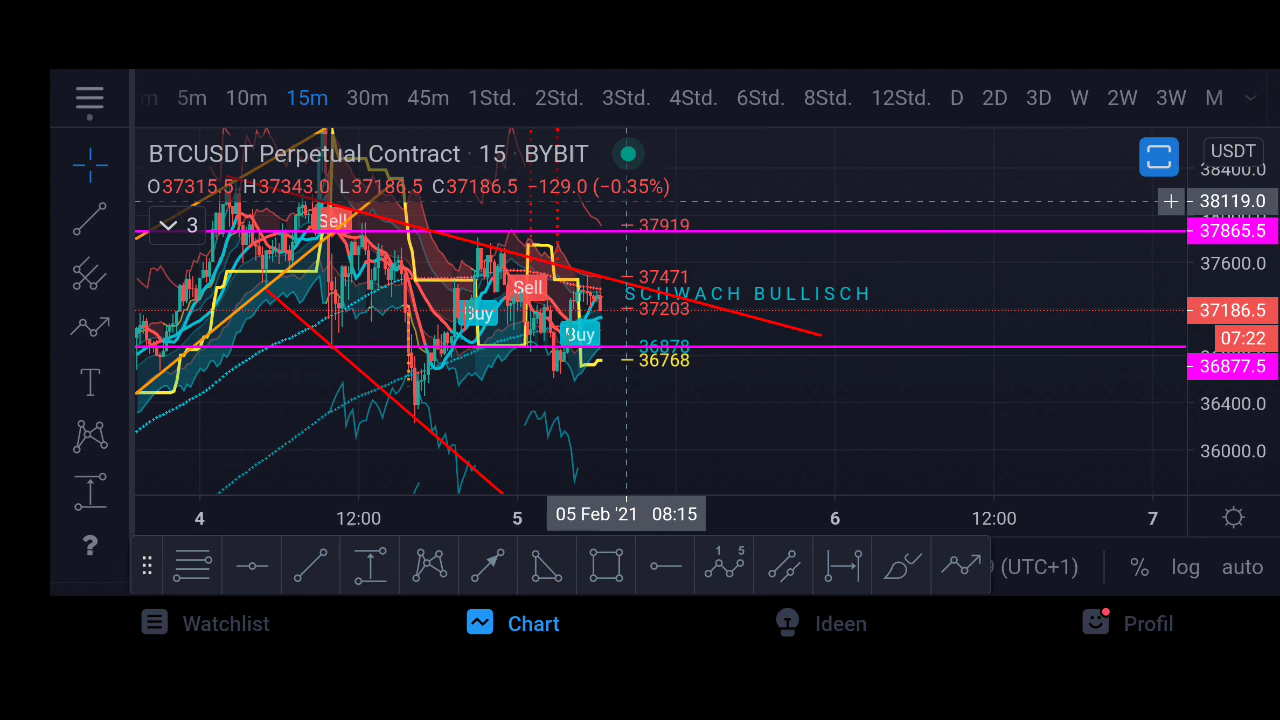 5m 10m 15m 30m 45m 1Std. 2Std. 3Std. 4Std. 6Std. 8Std. 12Std. D 2D 3D W 2W 3W M
BTCUSDT Perpetual Contract · 15 · BYBIT
USDT
38400.0
O37315.5 H37343.0 L37186.5 C37186.5 −129.0 (−0.35%)
38119.0
3
Sell
37919
37865.5
37600.0
37471
Sell
SCHWACH BULLISCH
37203
37186.5
Buy
Buy
07:22
36878
36768
36877.5
36400.0
36000.0
4 12:00 5 05 Feb '21 08:15 6 12:00 7
T
?
1 5
(UTC+1) % log auto
Watchlist Chart Ideen Profil